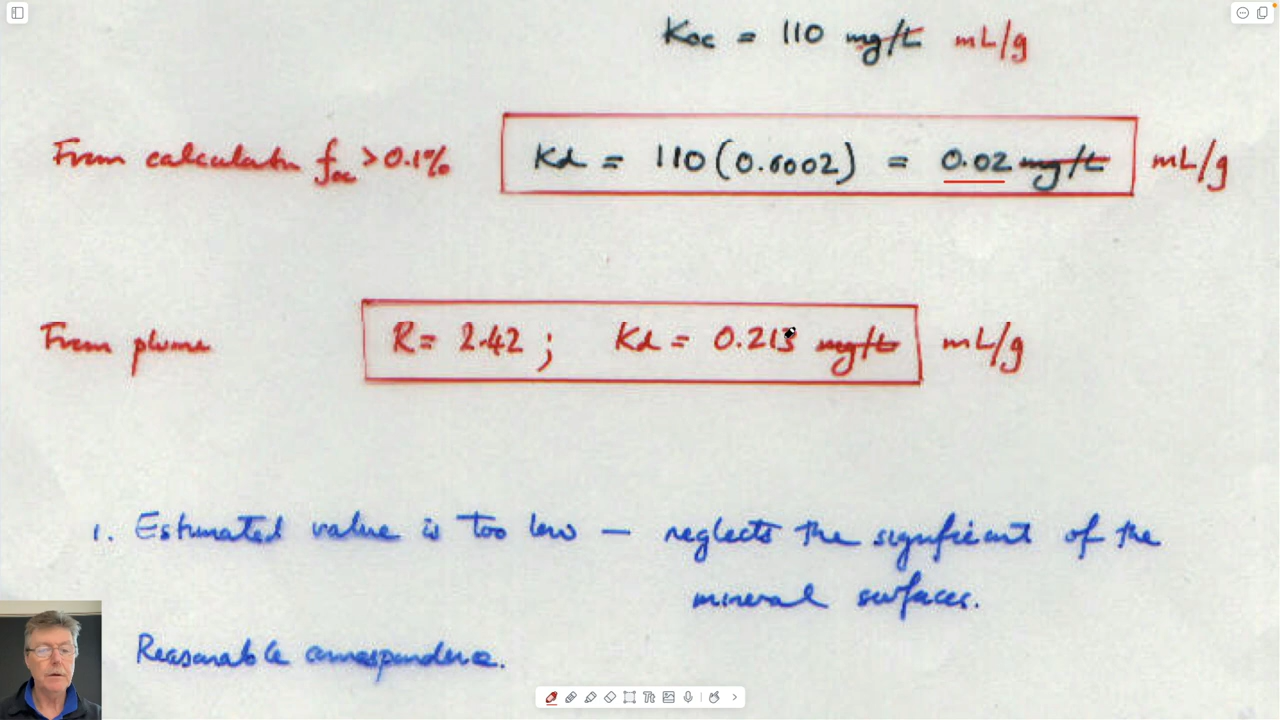 Koc = 110 mg/L mL/g
From calculation foc > 0.1% Kd = 110 (0.0002) = 0.02 mg/L mL/g
From plume R = 2.42 ; Kd = 0.213 mg/L mL/g
1. Estimated value is too low — neglects the significant of the
mineral surfaces.
Reasonable correspondence.